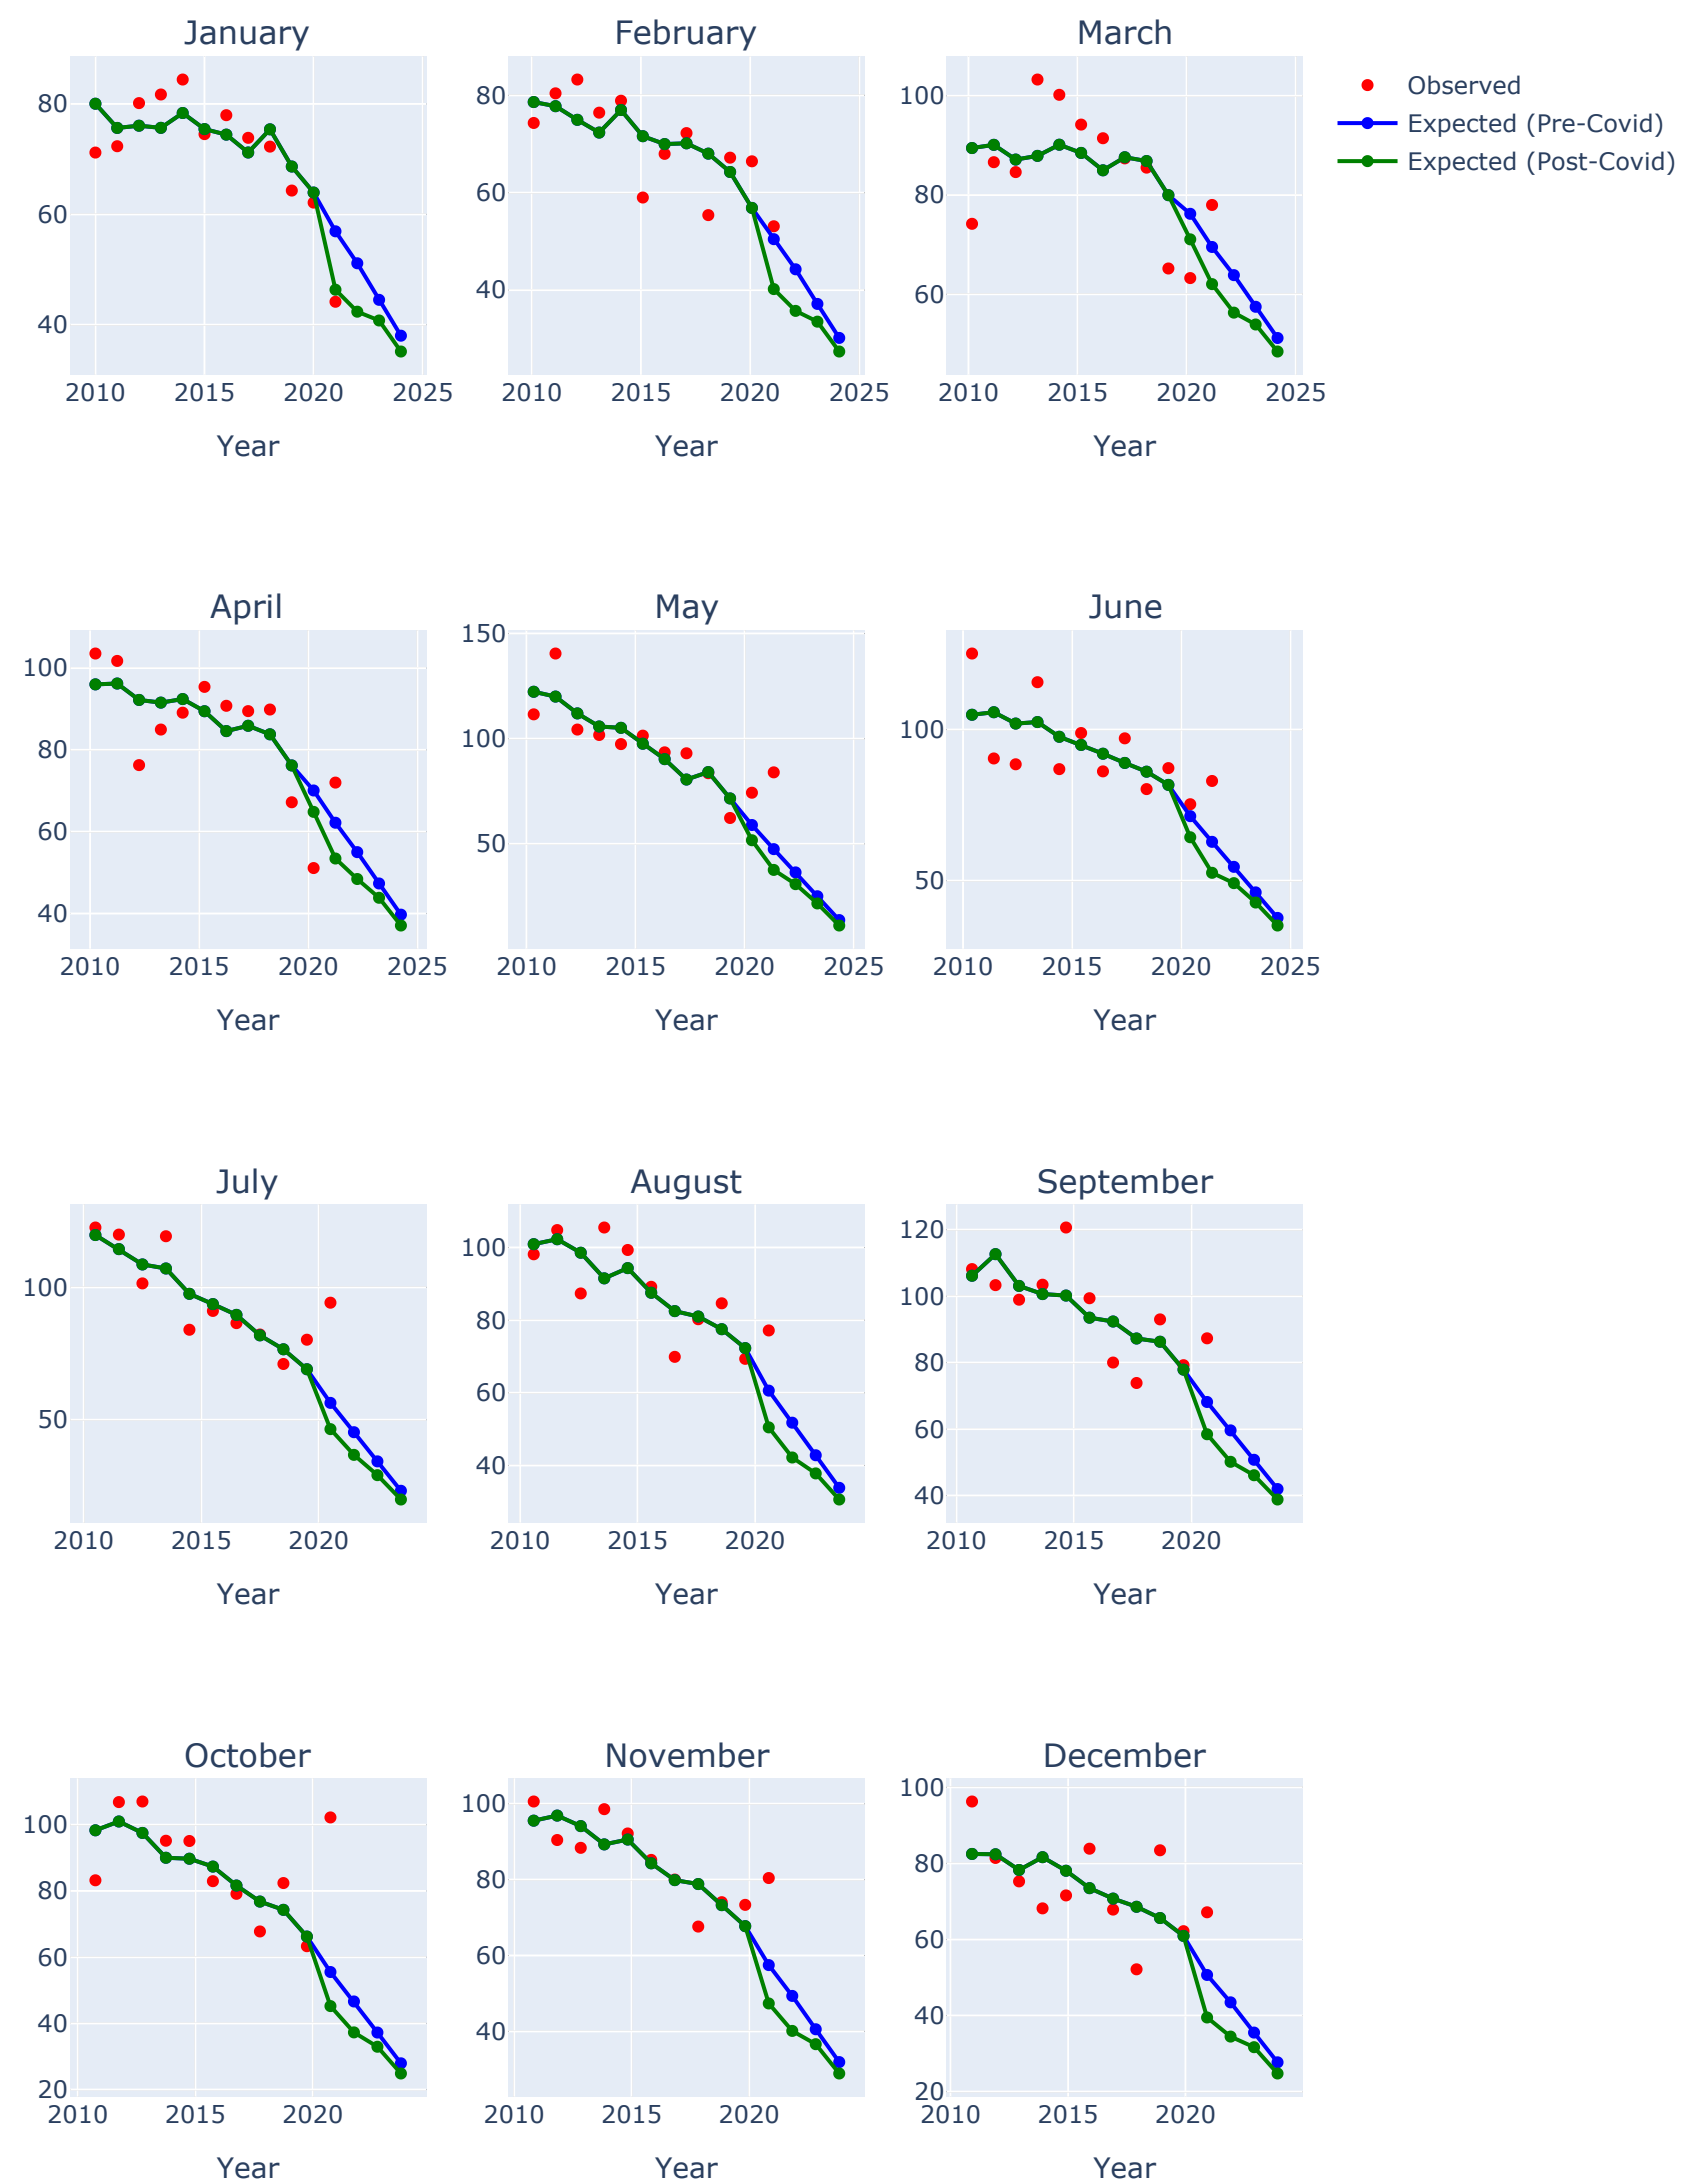 January February March
Observed
Expected (Pre-Covid)
Expected (Post-Covid)
80 80 100
60 60 80
40 40 60
2010 2015 2020 2025 2010 2015 2020 2025 2010 2015 2020 2025
Year Year Year
April May June
100 150
80 100 100
60 50 50
40
2010 2015 2020 2025 2010 2015 2020 2025 2010 2015 2020 2025
Year Year Year
July August September
100 100 120
50 80 100
60 80
40 60
40
2010 2015 2020 2010 2015 2020 2010 2015 2020
Year Year Year
October November December
100 100 100
80 80 80
60 60 60
40 40 40
20 20
2010 2015 2020 2010 2015 2020 2010 2015 2020
Year Year Year